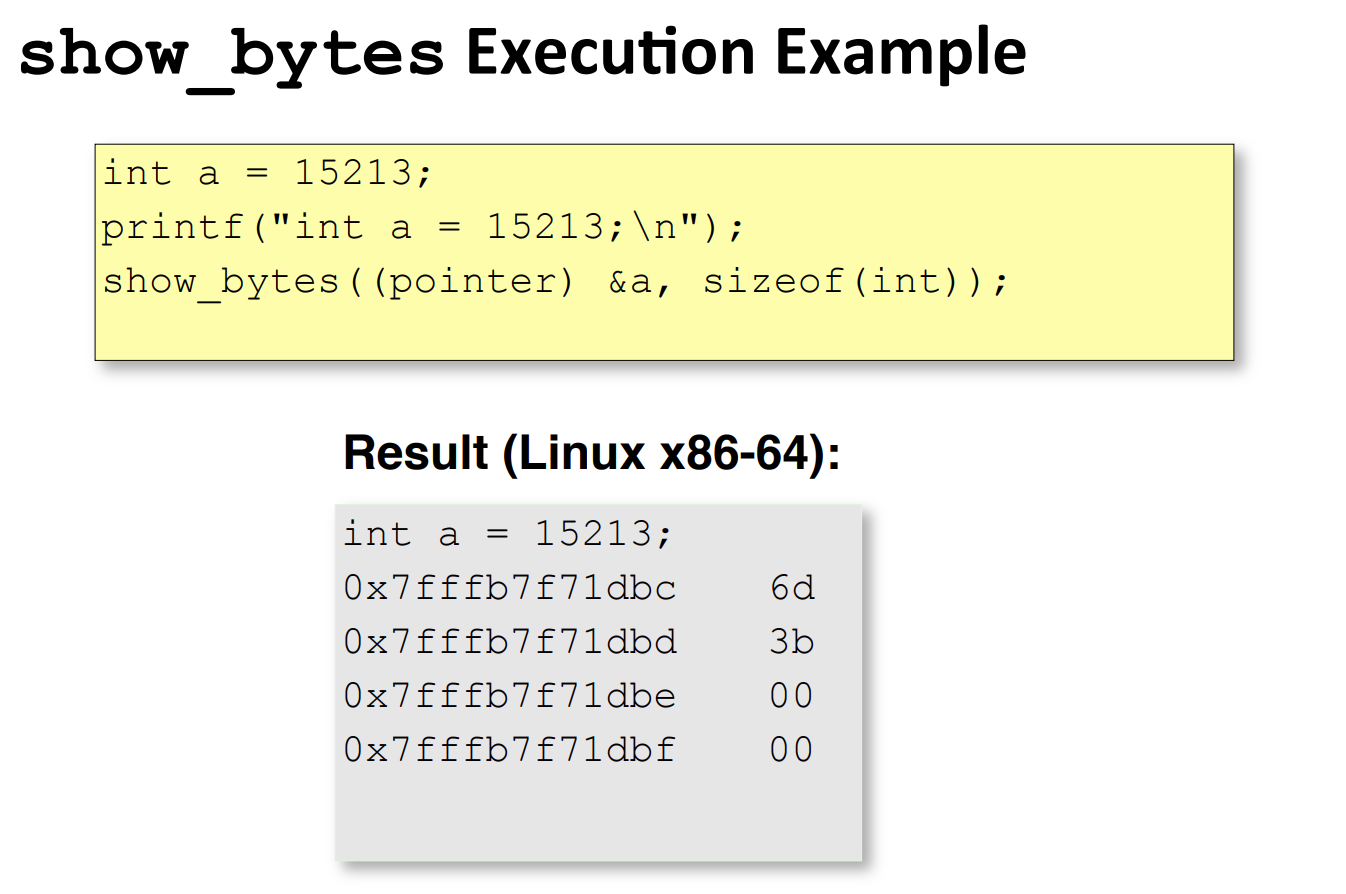 show_bytes Execution Example
int a = 15213;
printf("int a = 15213;\n");
show_bytes((pointer) &a, sizeof(int));
Result (Linux x86-64):
int a = 15213;
0x7fffb7f71dbc 6d
0x7fffb7f71dbd 3b
0x7fffb7f71dbe 00
0x7fffb7f71dbf 00